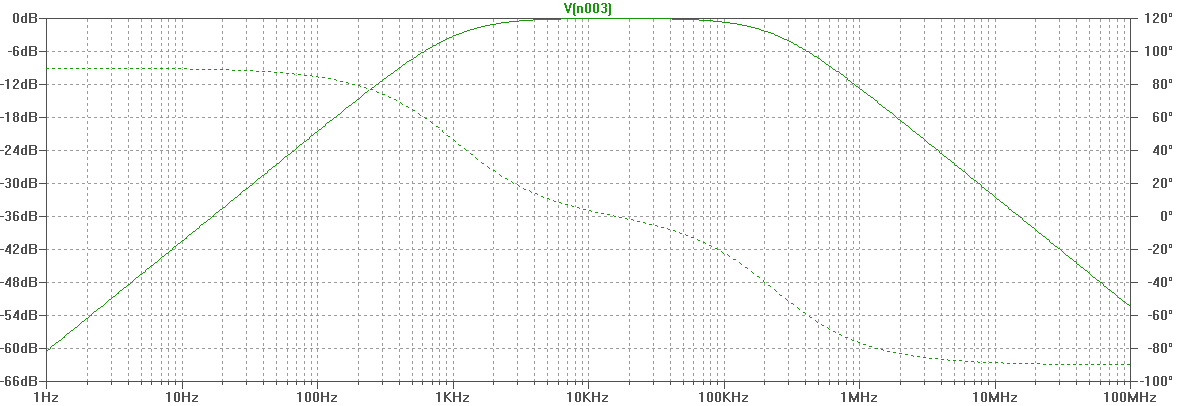 V(n003)
0dB
-6dB
-12dB
-18dB
-24dB
-30dB
-36dB
-42dB
-48dB
-54dB
-60dB
-66dB
120°
100°
80°
60°
40°
20°
0°
-20°
-40°
-60°
-80°
-100°
1Hz
10Hz
100Hz
1KHz
10KHz
100KHz
1MHz
10MHz
100MHz